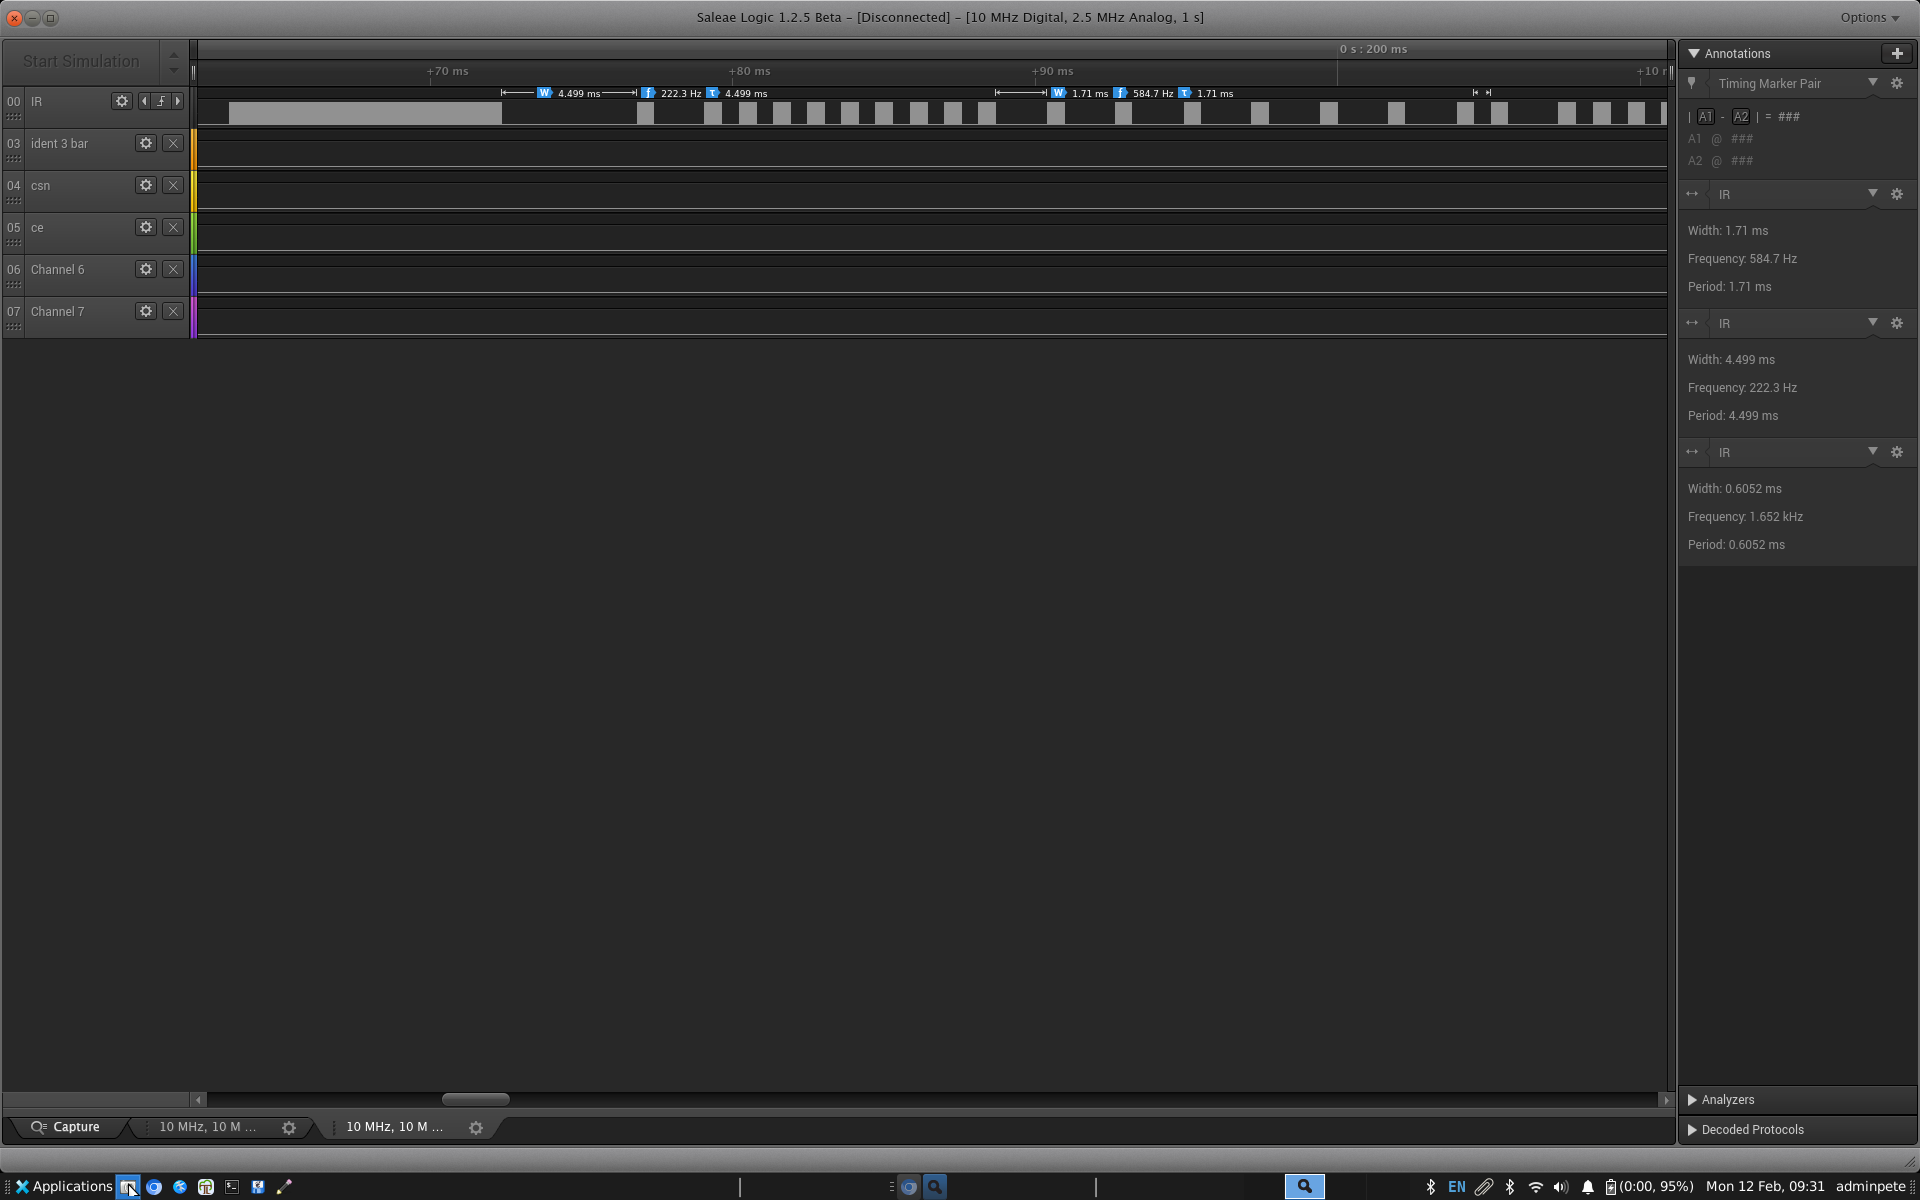 Saleae Logic 1.2.5 Beta - [Disconnected] - [10 MHz Digital, 2.5 MHz Analog, 1 s]
Options
Start Simulation
0 s : 200 ms
+70 ms
+80 ms
+90 ms
W 4.499 ms f 222.3 Hz T 4.499 ms
W 1.71 ms f 584.7 Hz T 1.71 ms
00 IR
03 ident 3 bar
04 csn
05 ce
06 Channel 6
07 Channel 7
Annotations
Timing Marker Pair
| A1 - A2 | = ###
A1 @ ###
A2 @ ###
IR
Width: 1.71 ms
Frequency: 584.7 Hz
Period: 1.71 ms
IR
Width: 4.499 ms
Frequency: 222.3 Hz
Period: 4.499 ms
IR
Width: 0.6052 ms
Frequency: 1.652 kHz
Period: 0.6052 ms
Analyzers
Decoded Protocols
Capture
10 MHz, 10 M ...
10 MHz, 10 M ...
Applications
EN
(0:00, 95%)
Mon 12 Feb, 09:31
adminpete